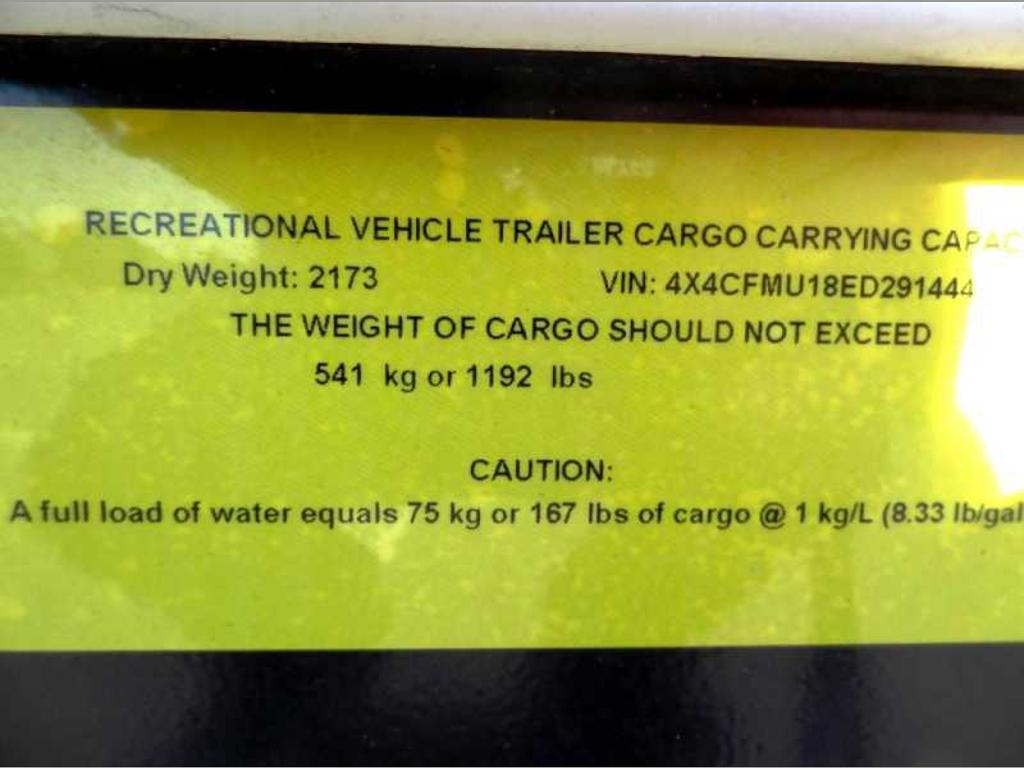 RECREATIONAL VEHICLE TRAILER CARGO CARRYING CAPAC
Dry Weight: 2173 VIN: 4X4CFMU18ED291444
THE WEIGHT OF CARGO SHOULD NOT EXCEED
541 kg or 1192 lbs
CAUTION:
A full load of water equals 75 kg or 167 lbs of cargo @ 1 kg/L (8.33 lb/gal